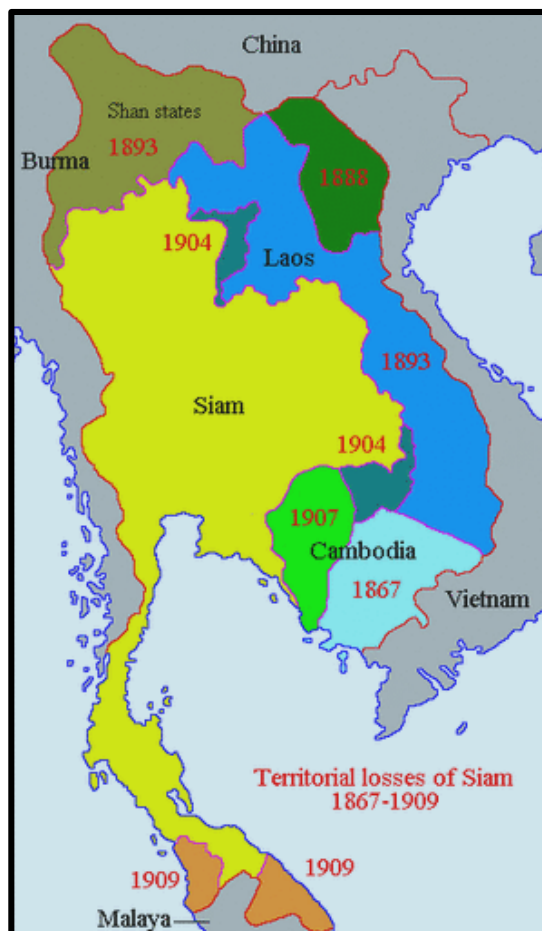 China
Shan states
1893
Burma
1888
1904
Laos
1893
Siam
1904
1907
Cambodia
1867
Vietnam
Territorial losses of Siam
1867-1909
1909
1909
Malaya